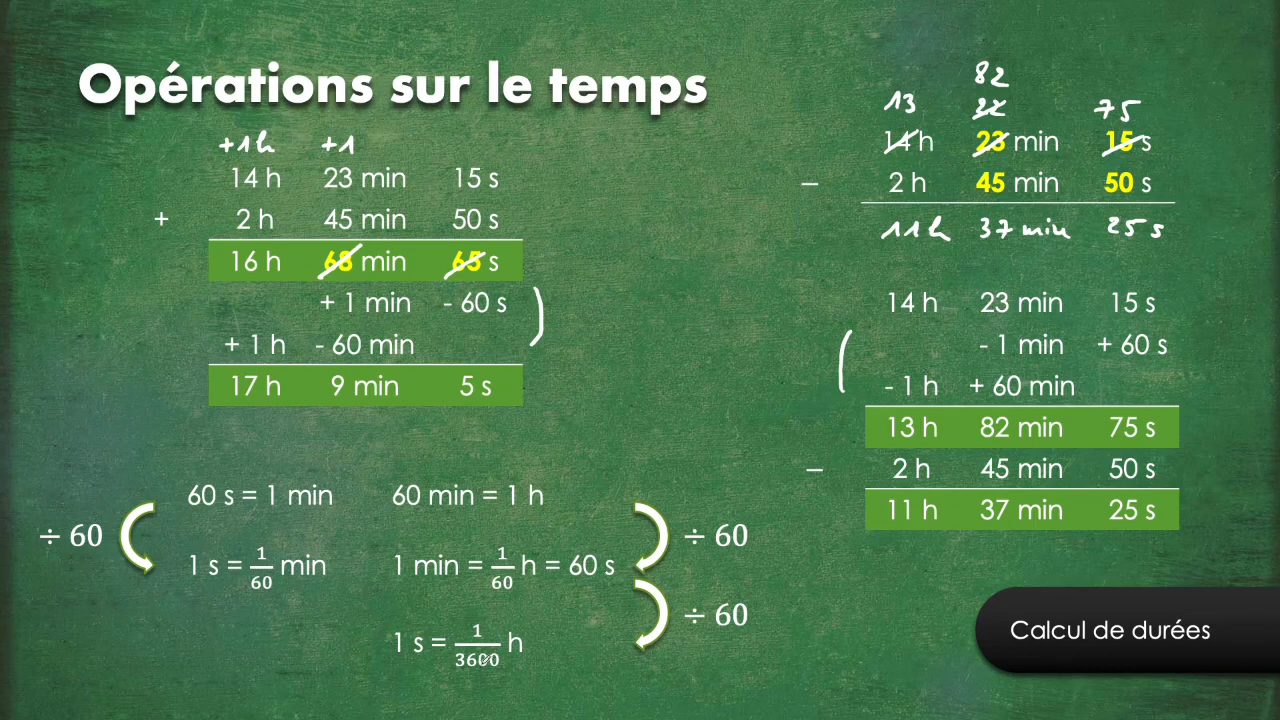 Opérations sur le temps
+1h +1
14 h 23 min 15 s
+ 2 h 45 min 50 s
16 h 68 min 65 s
+ 1 min - 60 s
+ 1 h - 60 min
17 h 9 min 5 s
60 s = 1 min 60 min = 1 h
÷ 60 ÷ 60
1 s = 1/60 min 1 min = 1/60 h = 60 s
÷ 60
1 s = 1/3600 h
82
13 22 75
14 h 23 min 15 s
– 2 h 45 min 50 s
11h 37 min 25 s
14 h 23 min 15 s
- 1 min + 60 s
- 1 h + 60 min
13 h 82 min 75 s
– 2 h 45 min 50 s
11 h 37 min 25 s
Calcul de durées